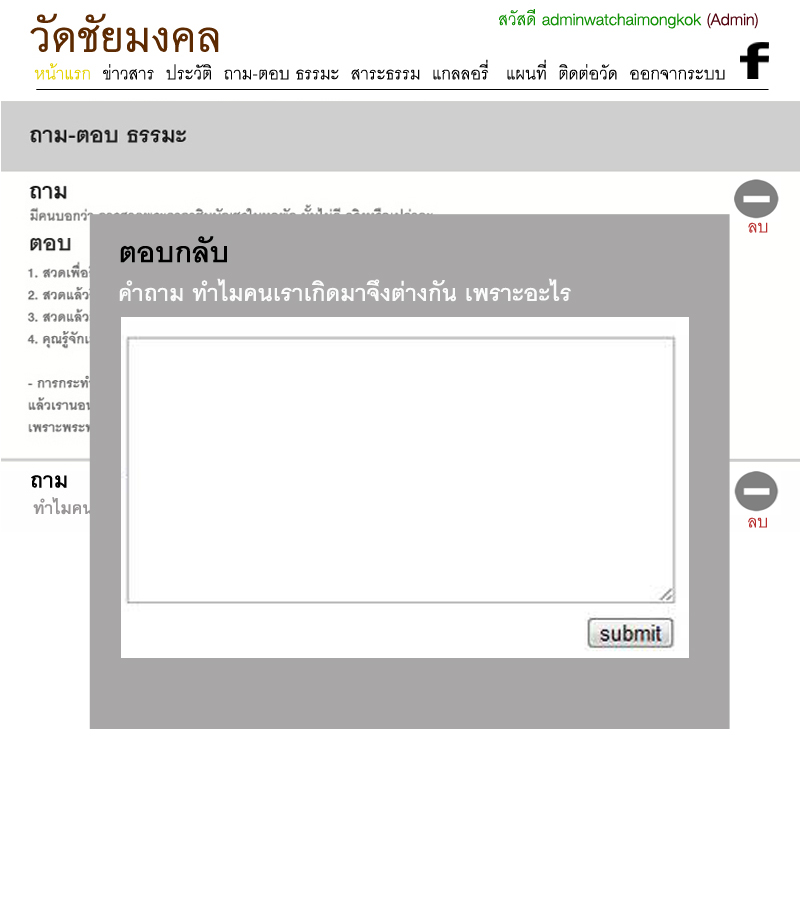 สวัสดี adminwatchaimongkok (Admin)
วัดชัยมงคล
หน้าแรก ข่าวสาร ประวัติ ถาม-ตอบ ธรรมะ สาระธรรม แกลลอรี่ แผนที่ ติดต่อวัด ออกจากระบบ
f
ถาม-ตอบ ธรรมะ
ถาม
มีคนบอกว่า
ลบ
ตอบ
1. สวดเพื่อ
2. สวดแล้ว
3. สวดแล้ว
4. คุณรู้จัก
- การกระทำ
แล้วเรานอน
เพราะพระ
ตอบกลับ
คำถาม ทำไมคนเราเกิดมาจึงต่างกัน เพราะอะไร
submit
ถาม
ทำไมคน
ลบ